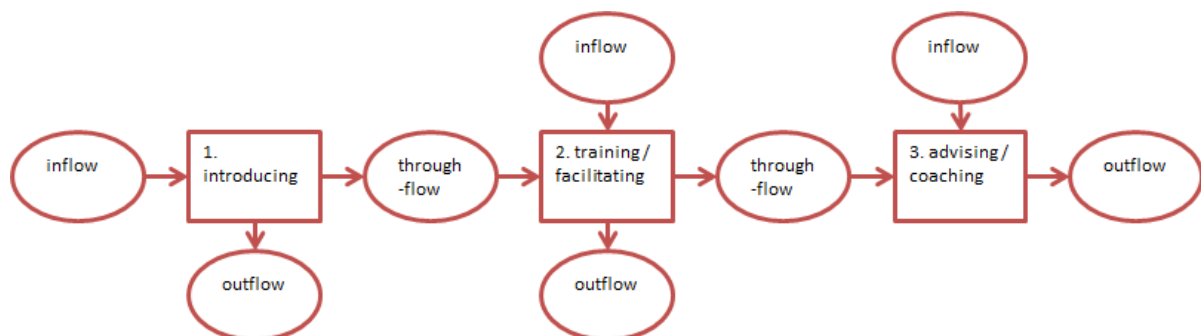 inflow
inflow
inflow
1.
introducing
through
-flow
2. training/
facilitating
through
-flow
3. advising/
coaching
outflow
outflow
outflow